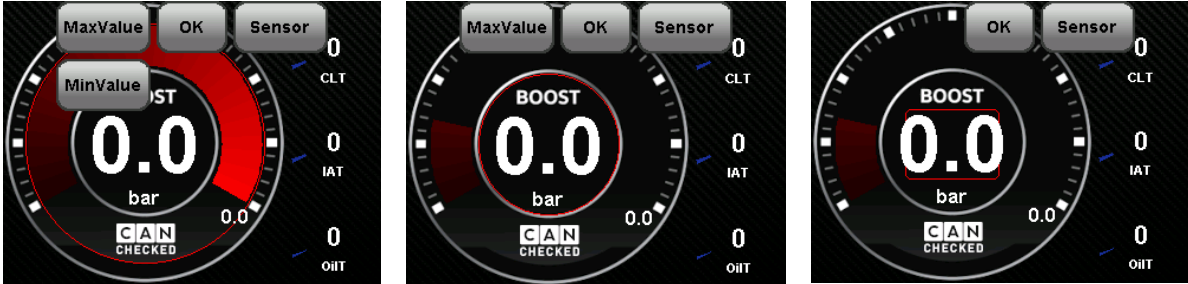 MaxValue OK Sensor
0
CLT
MinValue
OST
0.0
0
IAT
bar
0.0
CAN
CHECKED
0
OilT
MaxValue OK Sensor
0
CLT
BOOST
0.0
0
IAT
bar
0.0
CAN
CHECKED
0
OilT
OK Sensor
0
CLT
BOOST
0.0
0
IAT
bar
0.0
CAN
CHECKED
0
OilT